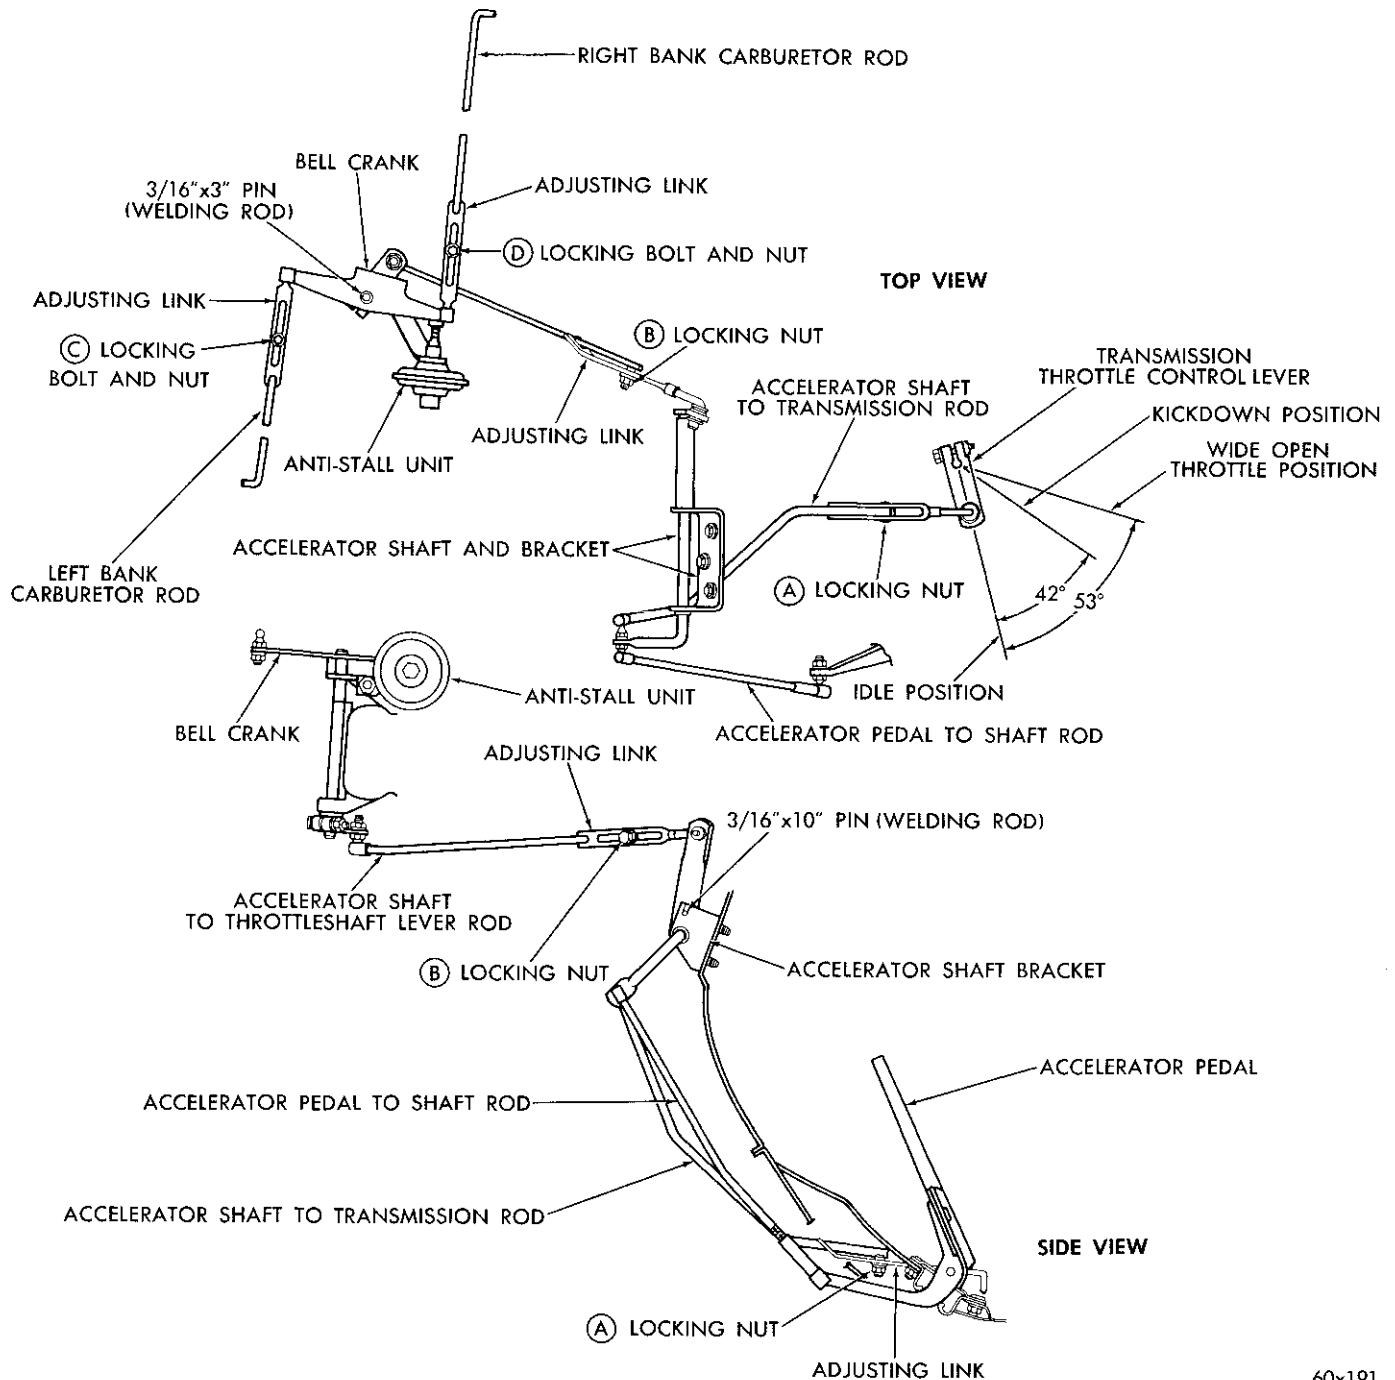 RIGHT BANK CARBURETOR ROD
BELL CRANK
3/16"x3" PIN
(WELDING ROD)
ADJUSTING LINK
D LOCKING BOLT AND NUT
TOP VIEW
ADJUSTING LINK
C LOCKING
BOLT AND NUT
B LOCKING NUT
TRANSMISSION
THROTTLE CONTROL LEVER
ACCELERATOR SHAFT
TO TRANSMISSION ROD
KICKDOWN POSITION
ADJUSTING LINK
WIDE OPEN
THROTTLE POSITION
ANTI-STALL UNIT
ACCELERATOR SHAFT AND BRACKET
LEFT BANK
CARBURETOR ROD
A LOCKING NUT
42°
53°
ANTI-STALL UNIT
IDLE POSITION
BELL CRANK
ACCELERATOR PEDAL TO SHAFT ROD
ADJUSTING LINK
3/16"x10" PIN (WELDING ROD)
ACCELERATOR SHAFT
TO THROTTLESHAFT LEVER ROD
B LOCKING NUT
ACCELERATOR SHAFT BRACKET
ACCELERATOR PEDAL
ACCELERATOR PEDAL TO SHAFT ROD
ACCELERATOR SHAFT TO TRANSMISSION ROD
SIDE VIEW
A LOCKING NUT
ADJUSTING LINK
60x191